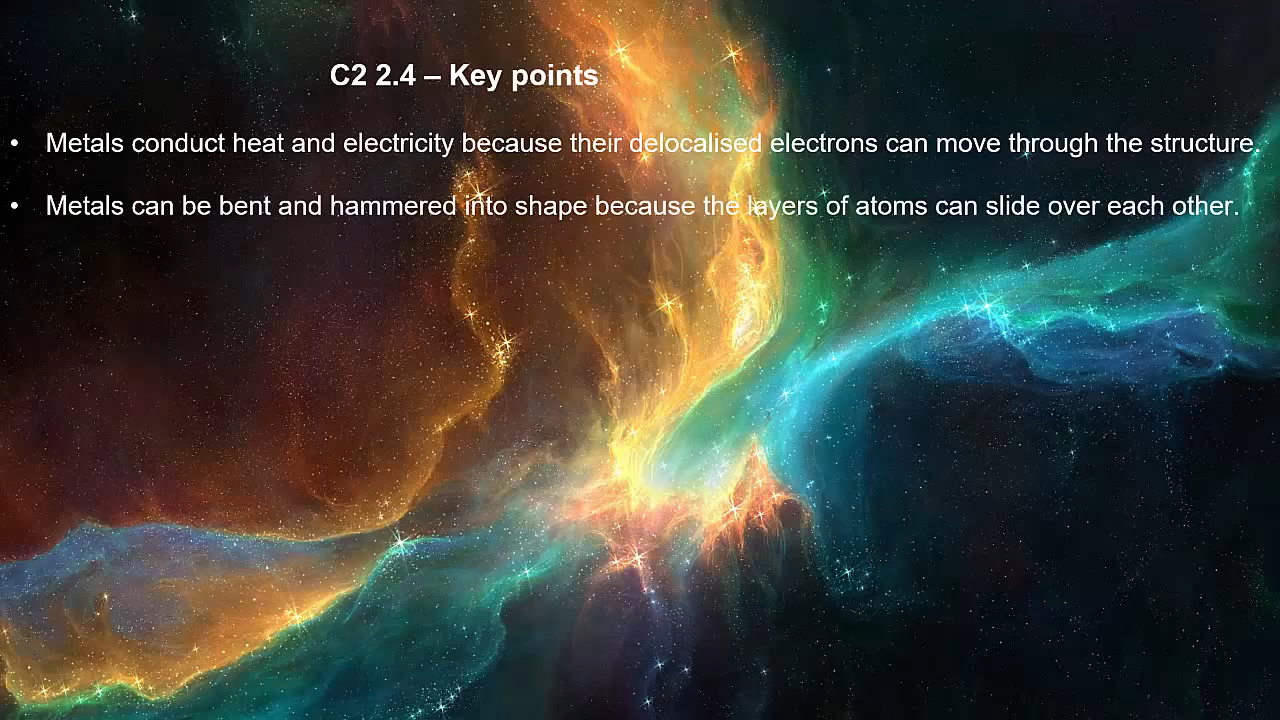 C2 2.4 – Key points
• Metals conduct heat and electricity because their delocalised electrons can move through the structure.
• Metals can be bent and hammered into shape because the layers of atoms can slide over each other.